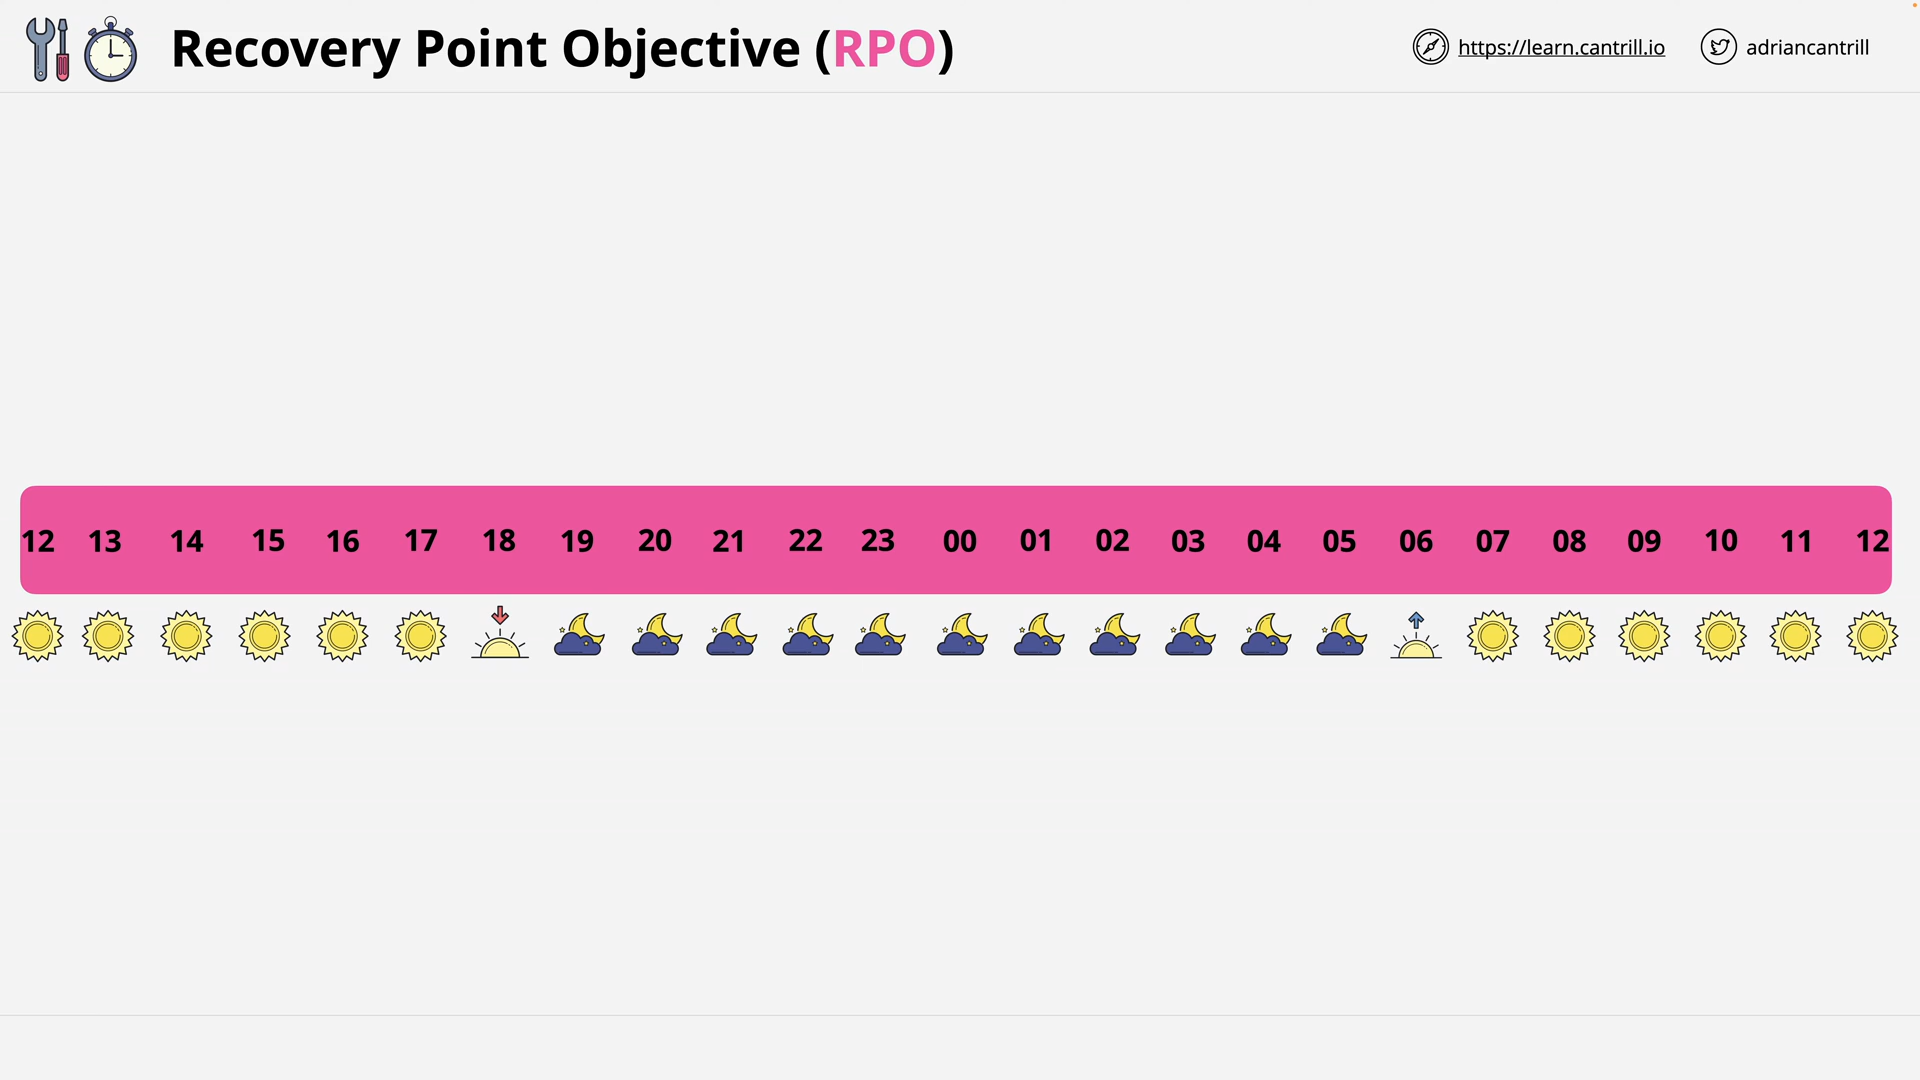 Recovery Point Objective (RPO)
https://learn.cantrill.io
adriancantrill
12 13 14 15 16 17 18 19 20 21 22 23 00 01 02 03 04 05 06 07 08 09 10 11 12